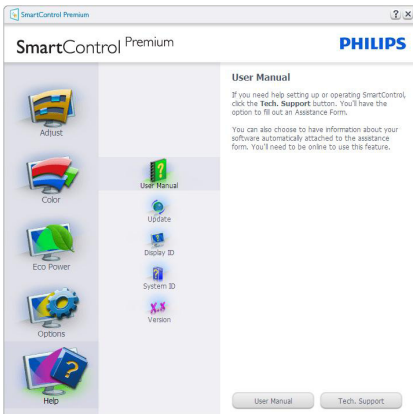 SmartControl Premium
SmartControl Premium
PHILIPS
Adjust
Color
Eco Power
Options
Help
User Manual
Update
Display ID
System ID
Version
User Manual
If you need help setting up or operating SmartControl,
click the Tech. Support button. You'll have the
option to fill out an Assistance Form.
You can also choose to have information about your
software automatically attached to the assistance
form. You'll need to be online to use this feature.
User Manual
Tech. Support